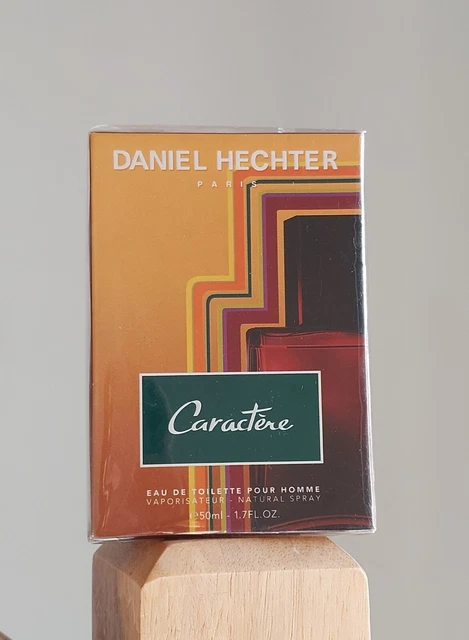 DANIEL HECHTER
PARIS
Caractère
EAU DE TOILETTE POUR HOMME
VAPORISATEUR - NATURAL SPRAY
℮50ml - 1.7FL.OZ.